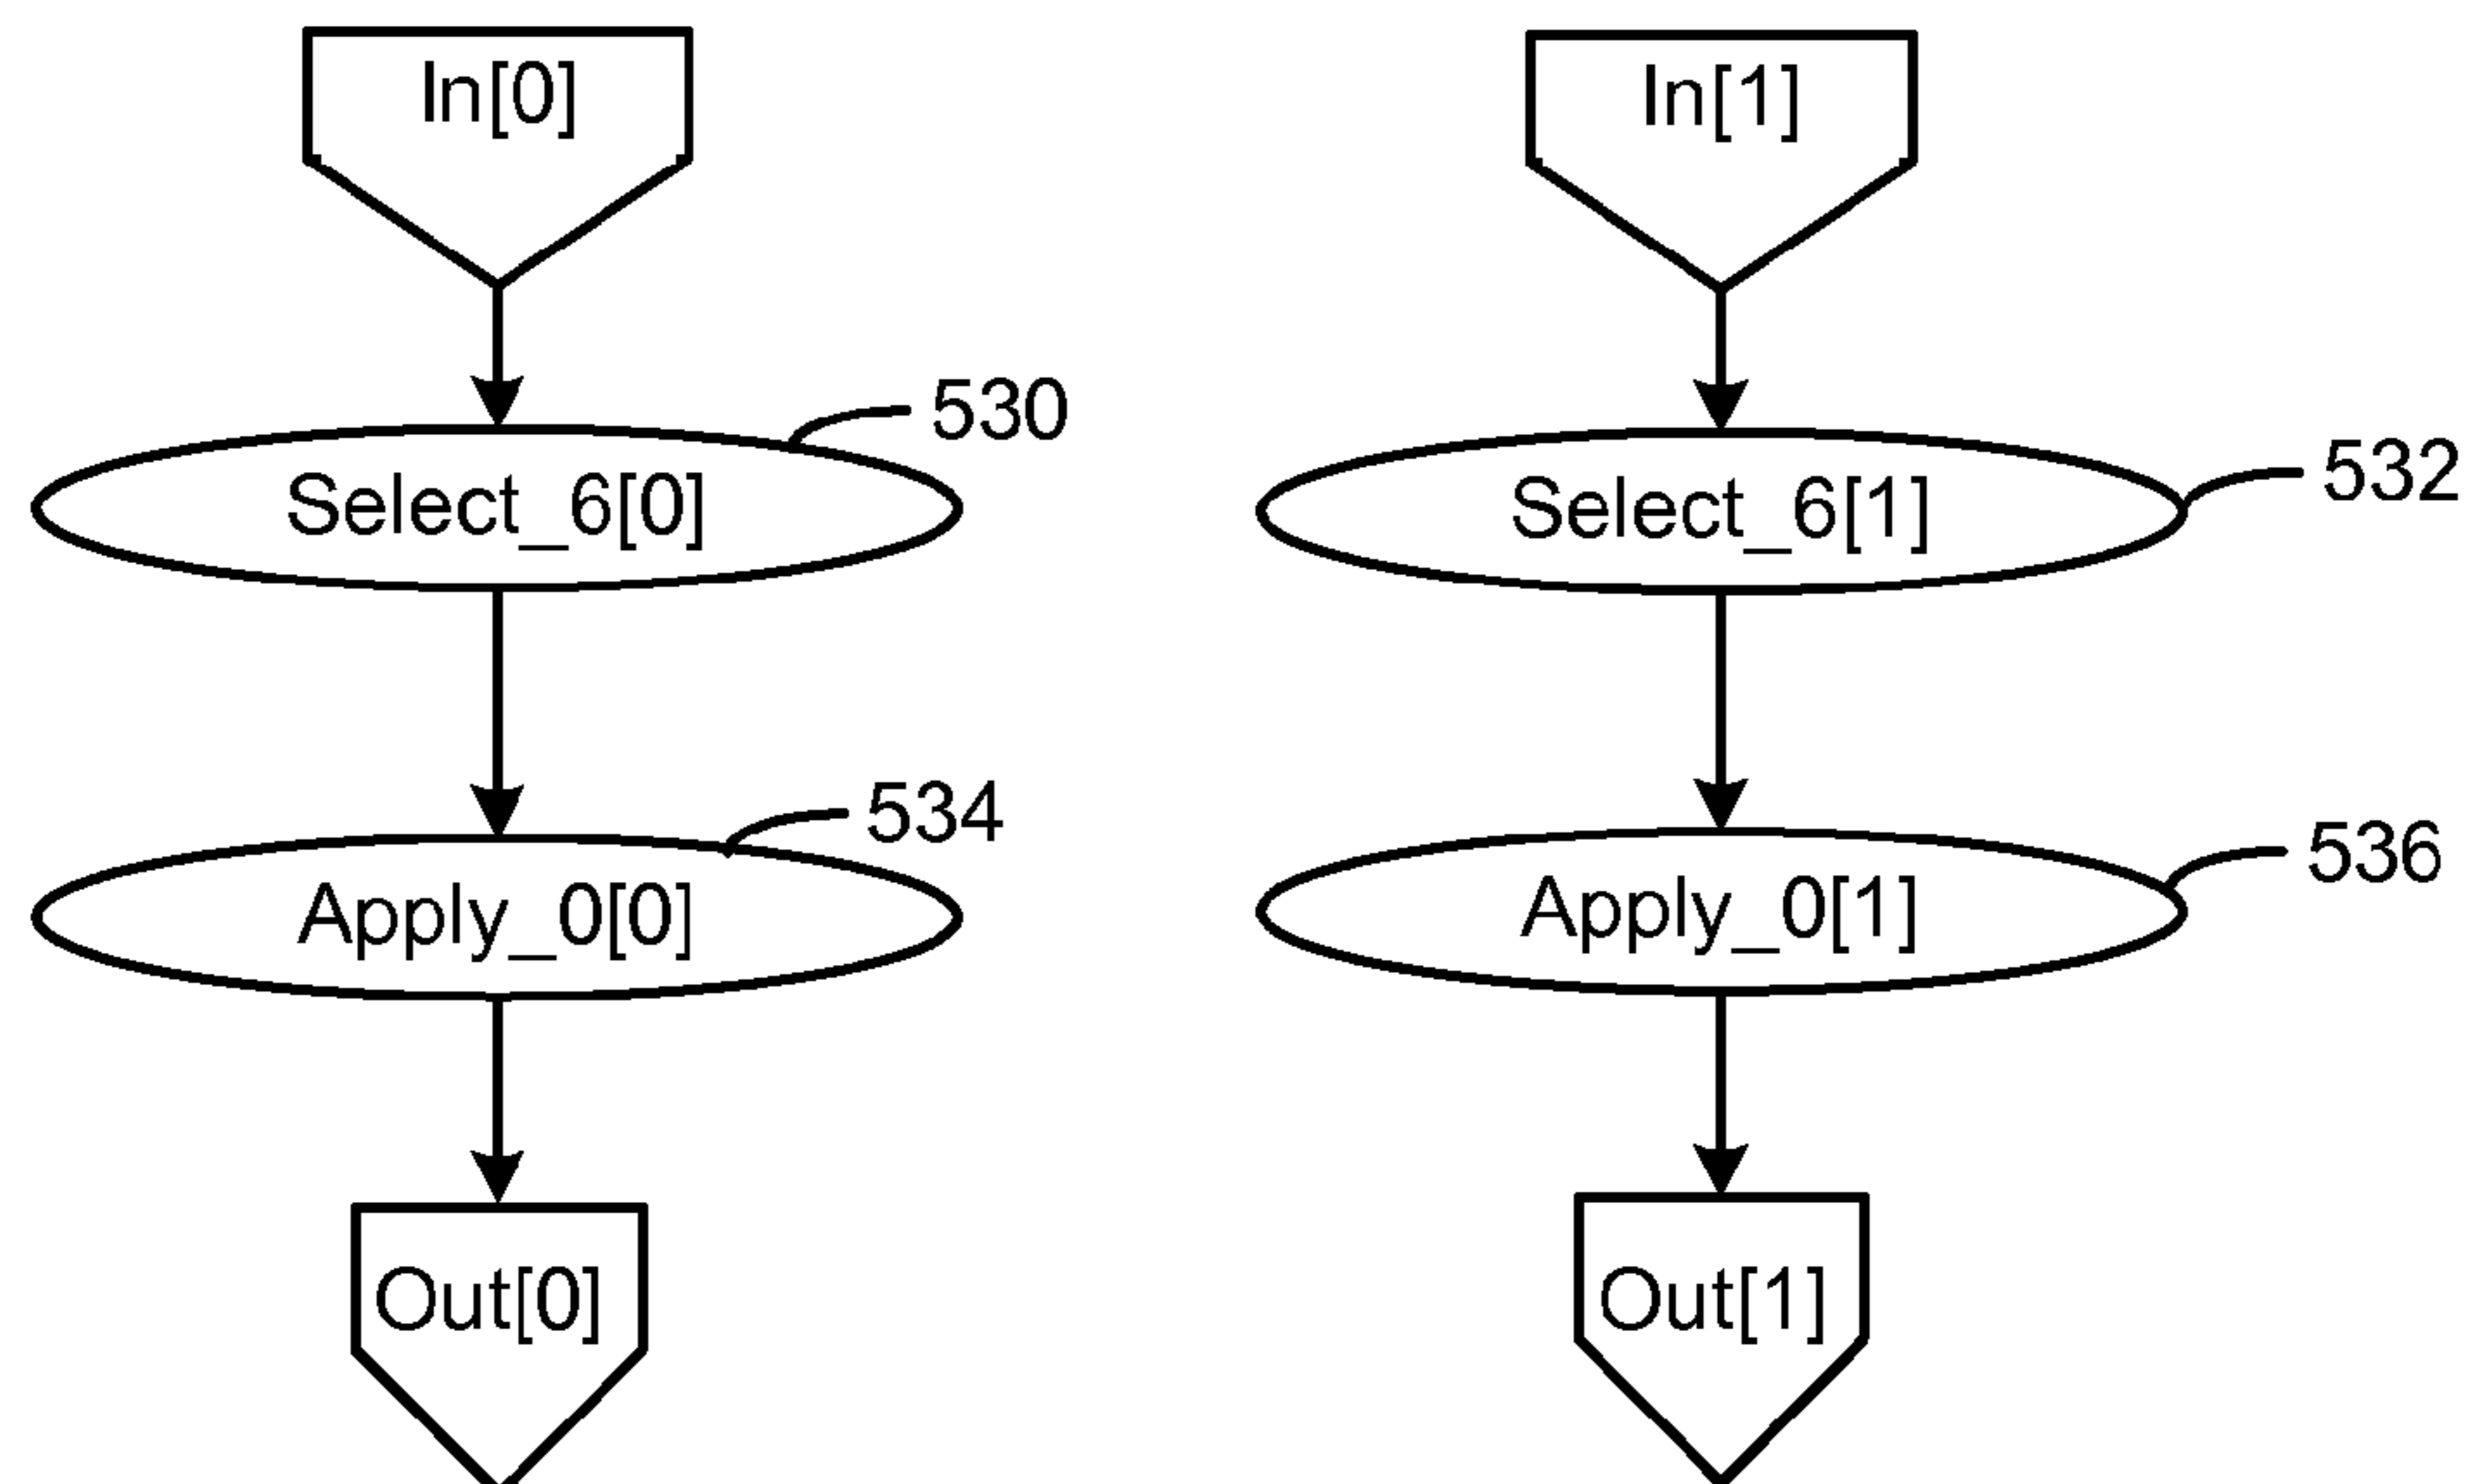 In[0]
In[1]
530
Select_6[0]
532
Select_6[1]
534
Apply_0[0]
536
Apply_0[1]
Out[0]
Out[1]